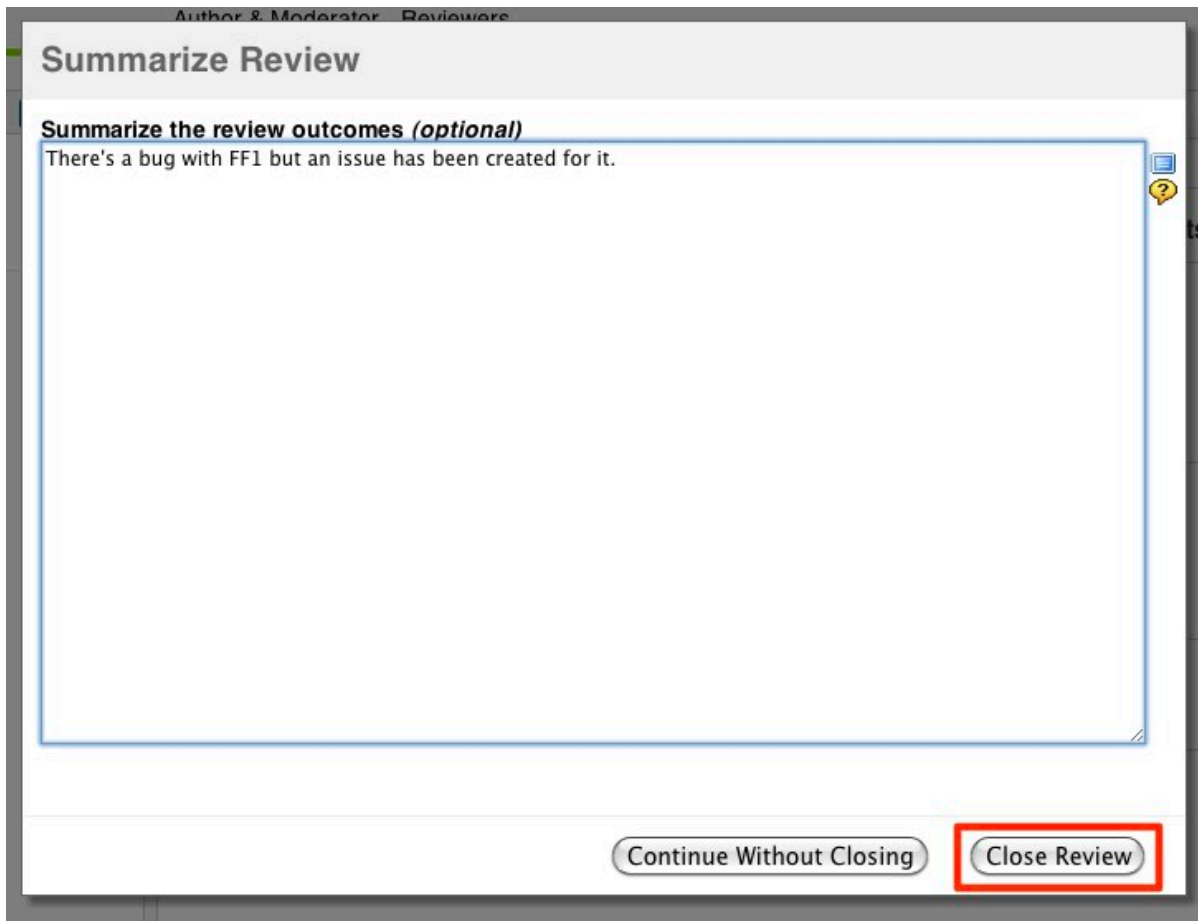 Author & Moderator Reviewers
Summarize Review
Summarize the review outcomes (optional)
There's a bug with FF1 but an issue has been created for it.
?
Continue Without Closing
Close Review